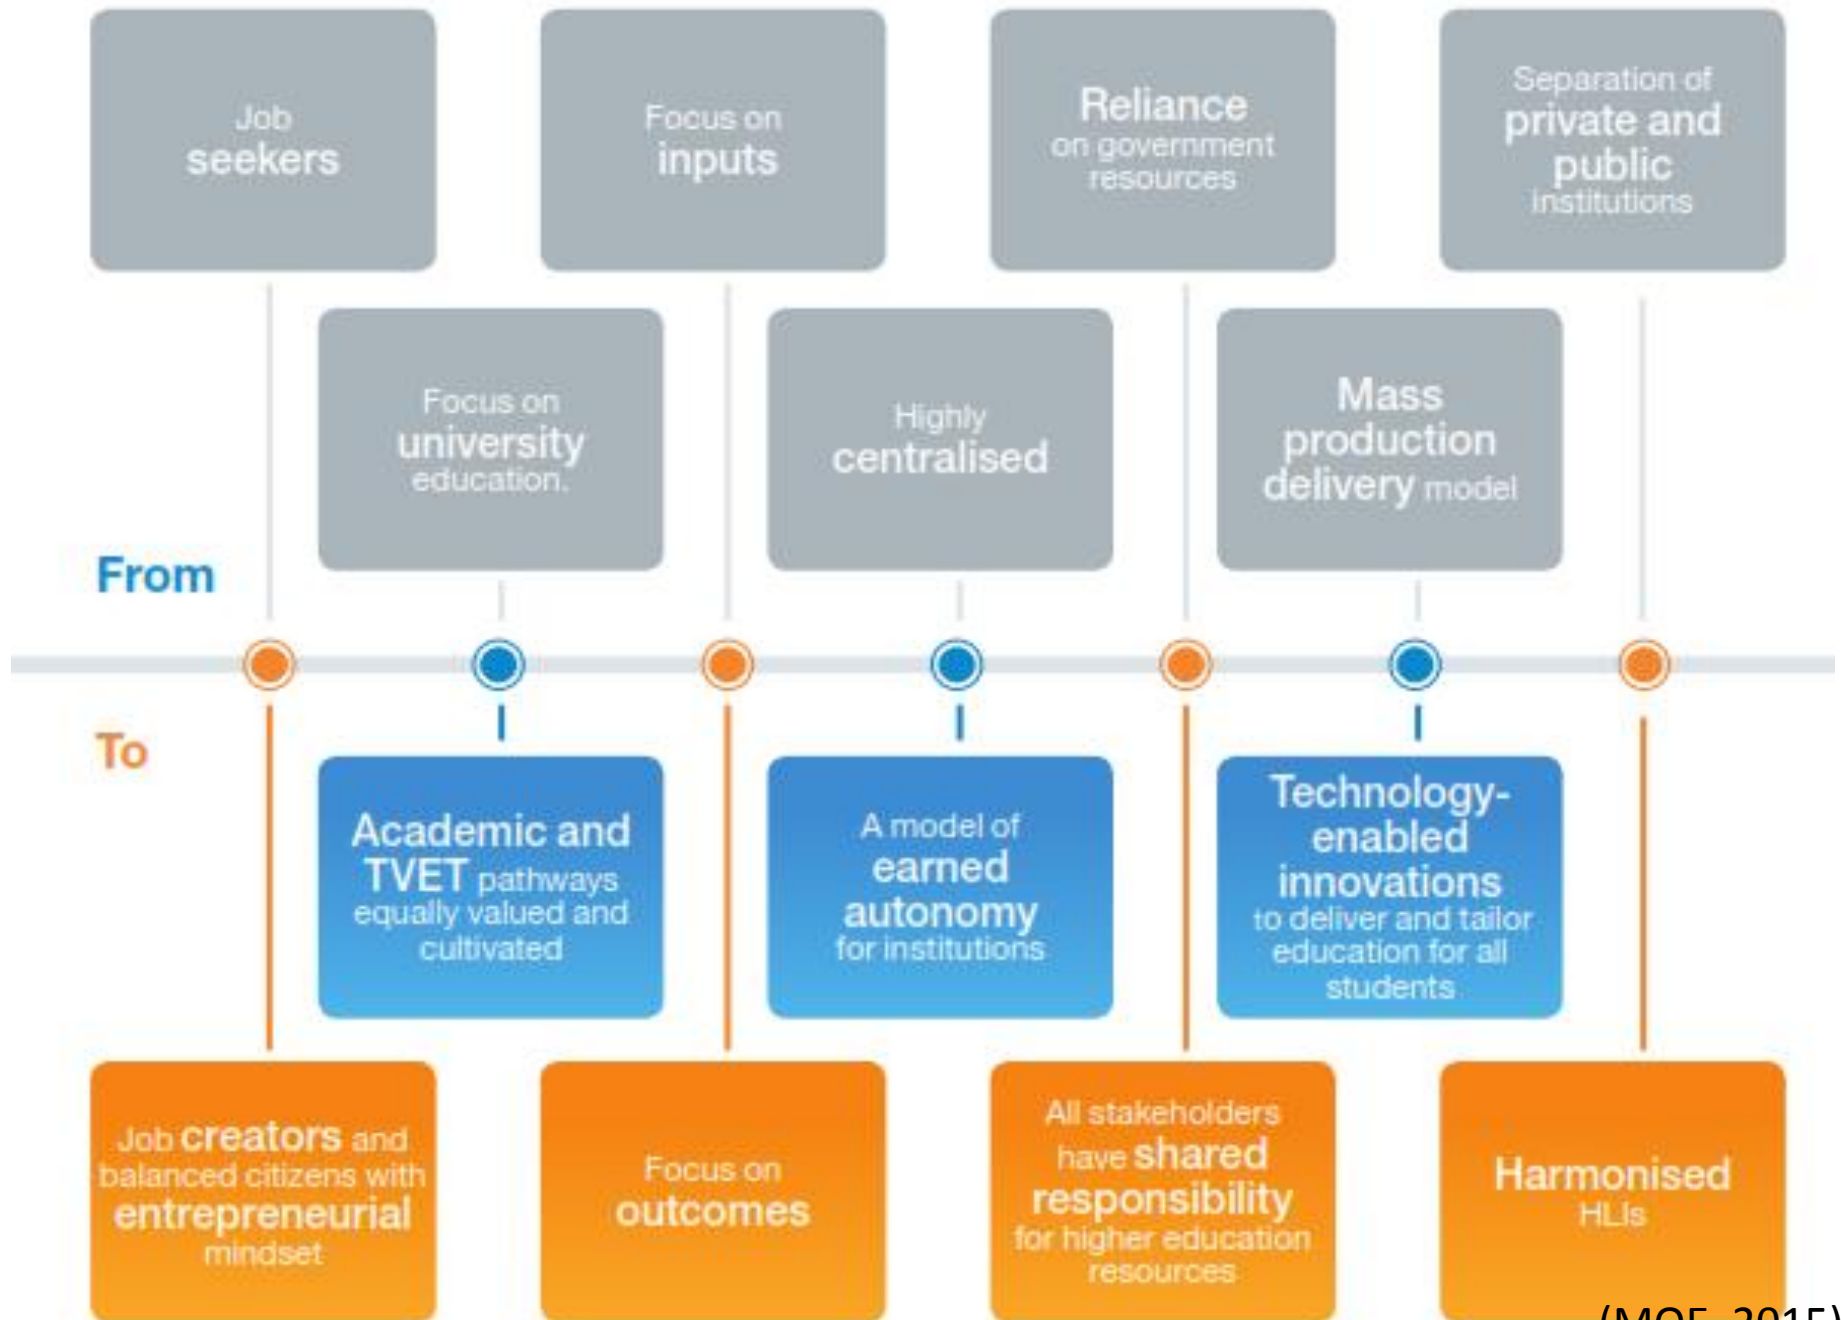 Job
seekers
Focus on
inputs
Reliance
on government
resources
Separation of
private and
public
institutions
Focus on
university
education.
Highly
centralised
Mass
production
delivery model
From
To
Academic and
TVET pathways
equally valued and
cultivated
A model of
earned
autonomy
for institutions
Technology-
enabled
innovations
to deliver and tailor
education for all
students
Job creators and
balanced citizens with
entrepreneurial
mindset
Focus on
outcomes
All stakeholders
have shared
responsibility
for higher education
resources
Harmonised
HLIs
(MOE, 2015)